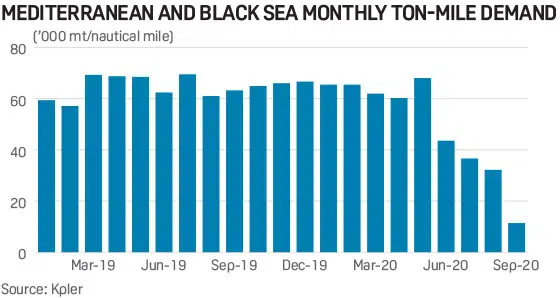 MEDITERRANEAN AND BLACK SEA MONTHLY TON-MILE DEMAND
('000 mt/nautical mile)
80
60
40
20
0
Mar-19 Jun-19 Sep-19 Dec-19 Mar-20 Jun-20 Sep-20
Source: Kpler